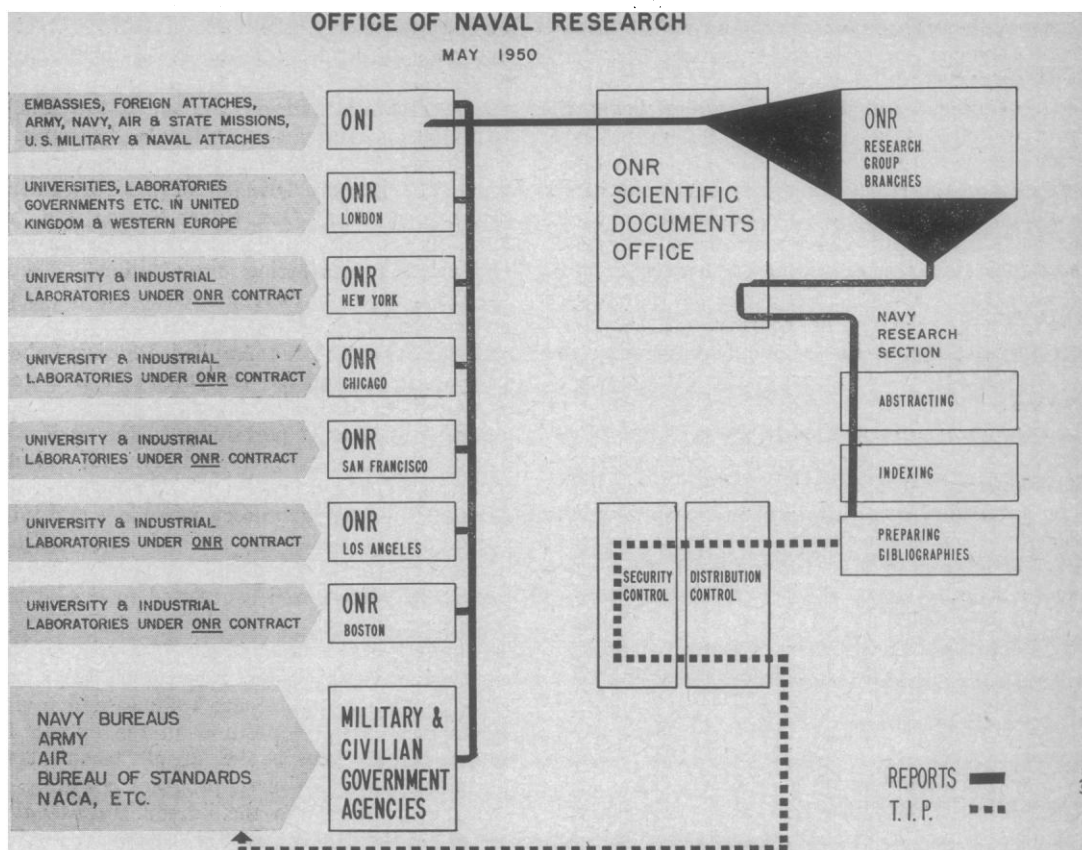 OFFICE OF NAVAL RESEARCH
MAY 1950
EMBASSIES, FOREIGN ATTACHES,
ARMY, NAVY, AIR & STATE MISSIONS,
U.S. MILITARY & NAVAL ATTACHES
ONI
UNIVERSITIES, LABORATORIES
GOVERNMENTS ETC. IN UNITED
KINGDOM & WESTERN EUROPE
ONR
LONDON
UNIVERSITY & INDUSTRIAL
LABORATORIES UNDER ONR CONTRACT
ONR
NEW YORK
UNIVERSITY & INDUSTRIAL
LABORATORIES UNDER ONR CONTRACT
ONR
CHICAGO
UNIVERSITY & INDUSTRIAL
LABORATORIES UNDER ONR CONTRACT
ONR
SAN FRANCISCO
UNIVERSITY & INDUSTRIAL
LABORATORIES UNDER ONR CONTRACT
ONR
LOS ANGELES
UNIVERSITY & INDUSTRIAL
LABORATORIES UNDER ONR CONTRACT
ONR
BOSTON
NAVY BUREAUS
ARMY
AIR
BUREAU OF STANDARDS
NACA, ETC.
MILITARY &
CIVILIAN
GOVERNMENT
AGENCIES
ONR
SCIENTIFIC
DOCUMENTS
OFFICE
ONR
RESEARCH
GROUP
BRANCHES
NAVY
RESEARCH
SECTION
ABSTRACTING
INDEXING
PREPARING
GIBLIOGRAPHIES
SECURITY
CONTROL
DISTRIBUTION
CONTROL
REPORTS
T.I.P.